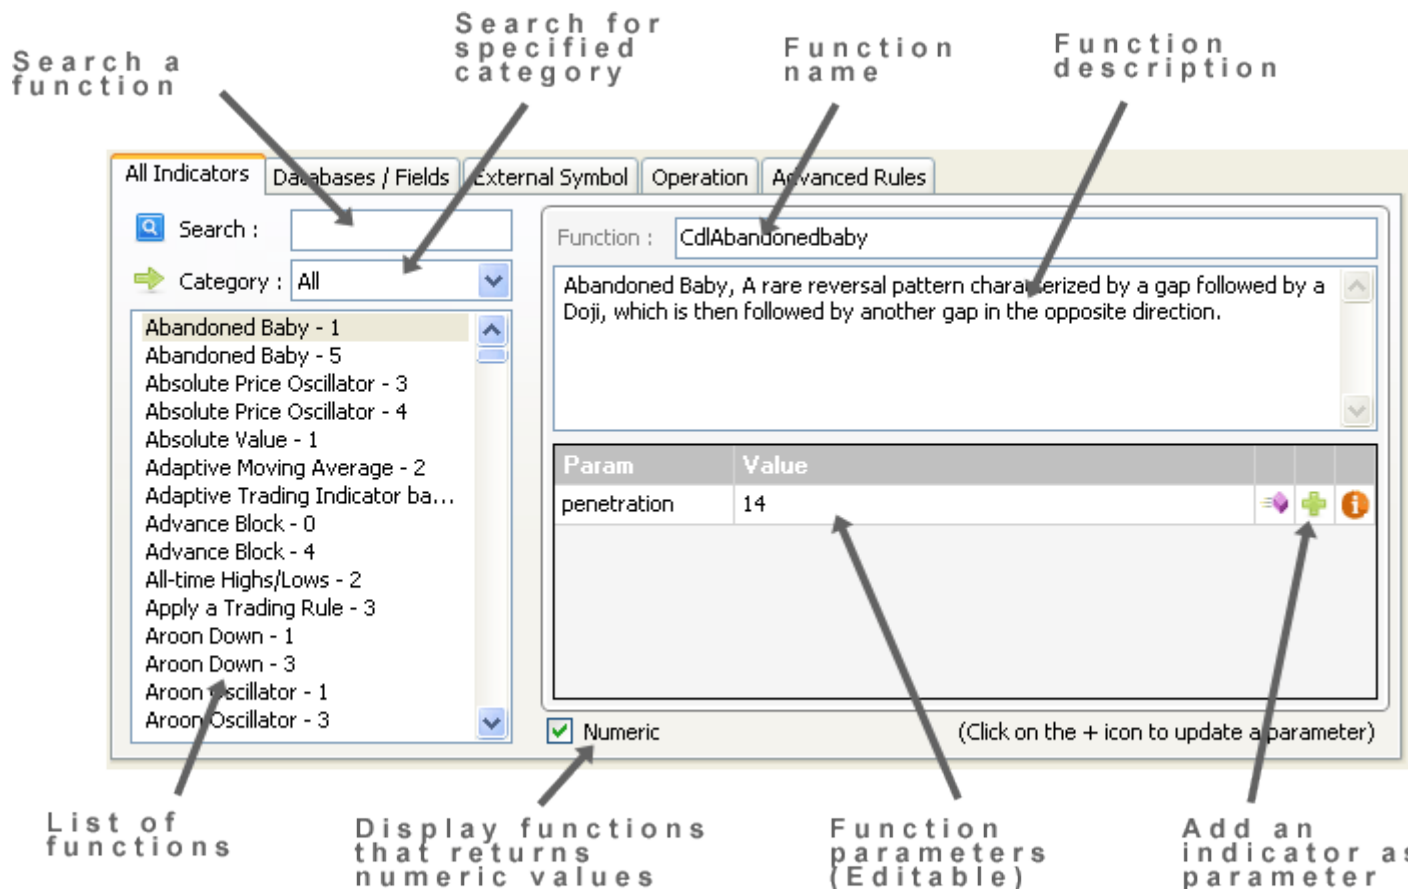 Search for
specified
category
Search a
function
Function
name
Function
description
All Indicators
Databases / Fields
External Symbol
Operation
Advanced Rules
Search :
Category :
All
Abandoned Baby - 1
Abandoned Baby - 5
Absolute Price Oscillator - 3
Absolute Price Oscillator - 4
Absolute Value - 1
Adaptive Moving Average - 2
Adaptive Trading Indicator ba...
Advance Block - 0
Advance Block - 4
All-time Highs/Lows - 2
Apply a Trading Rule - 3
Aroon Down - 1
Aroon Down - 3
Aroon Oscillator - 1
Aroon Oscillator - 3
Function :
CdlAbandonedbaby
Abandoned Baby, A rare reversal pattern characterized by a gap followed by a
Doji, which is then followed by another gap in the opposite direction.
Param
Value
penetration
14
Numeric
(Click on the + icon to update a parameter)
List of
functions
Display functions
that returns
numeric values
Function
parameters
(Editable)
Add an
indicator as
parameter